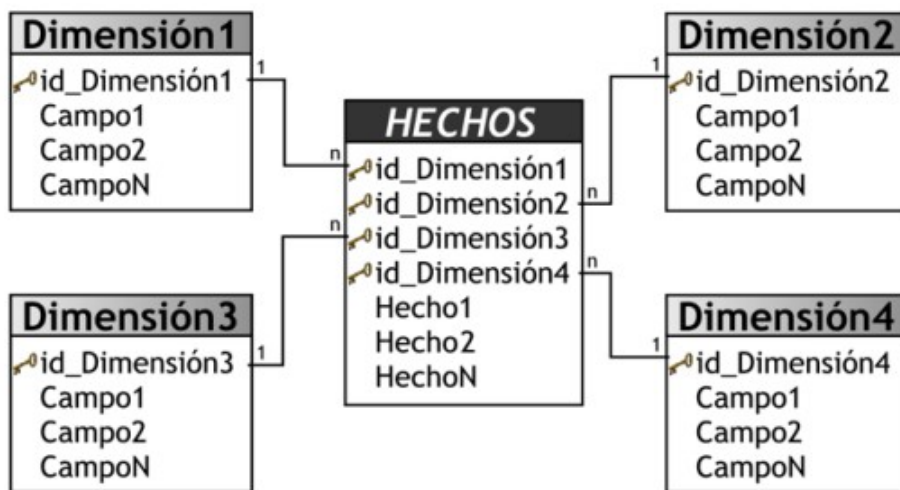 Dimensión1
id_Dimensión1
Campo1
Campo2
CampoN
1
n
HECHOS
id_Dimensión1
id_Dimensión2
id_Dimensión3
id_Dimensión4
Hecho1
Hecho2
HechoN
n
n
n
Dimensión2
1
id_Dimensión2
Campo1
Campo2
CampoN
Dimensión3
id_Dimensión3
1
Campo1
Campo2
CampoN
Dimensión4
1
id_Dimensión4
Campo1
Campo2
CampoN